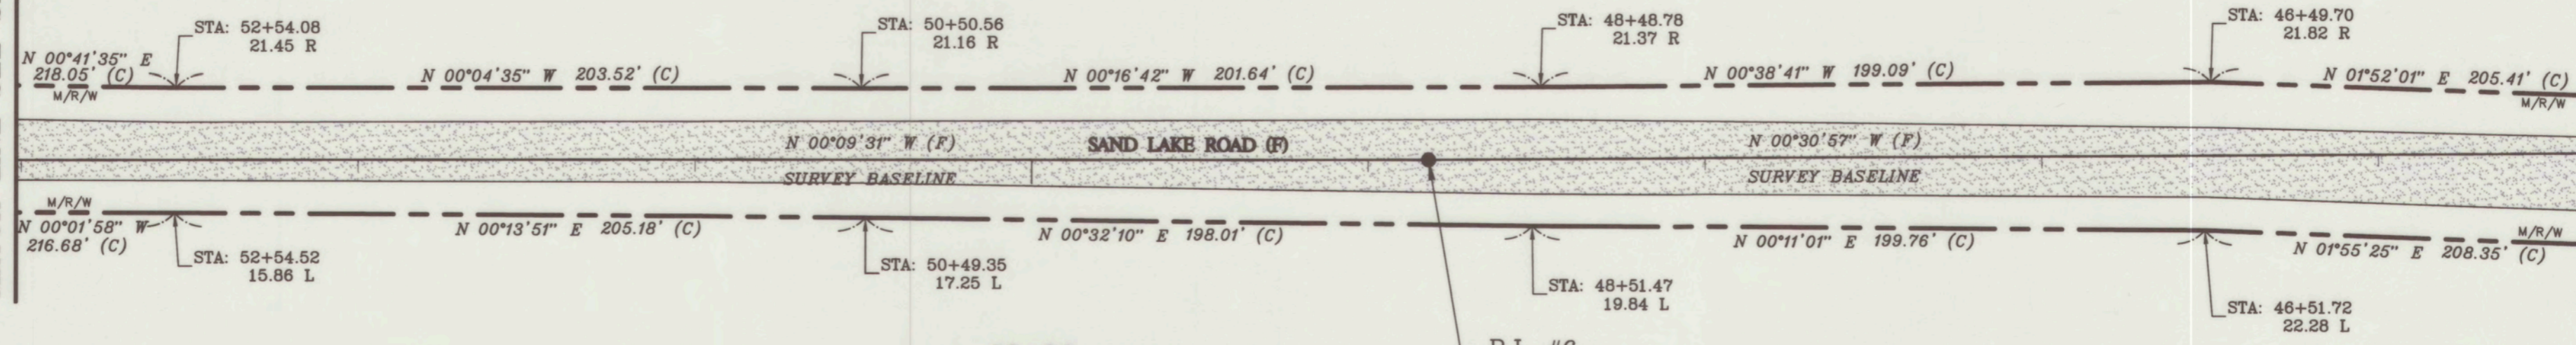 STA: 52+54.08
21.45 R
STA: 50+50.56
21.16 R
STA: 48+48.78
21.37 R
STA: 46+49.70
21.82 R
N 00°41'35" E
218.05' (C)
M/R/W
N 00°04'35" W 203.52' (C)
N 00°16'42" W 201.64' (C)
N 00°38'41" W 199.09' (C)
N 01°52'01" E 205.41' (C)
M/R/W
N 00°09'31" W (F)
SAND LAKE ROAD (F)
N 00°30'57" W (F)
SURVEY BASELINE
SURVEY BASELINE
M/R/W
N 00°01'58" W
216.68' (C)
N 00°13'51" E 205.18' (C)
N 00°32'10" E 198.01' (C)
N 00°11'01" E 199.76' (C)
M/R/W
N 01°55'25" E 208.35' (C)
STA: 52+54.52
15.86 L
STA: 50+49.35
17.25 L
STA: 48+51.47
19.84 L
STA: 46+51.72
22.28 L